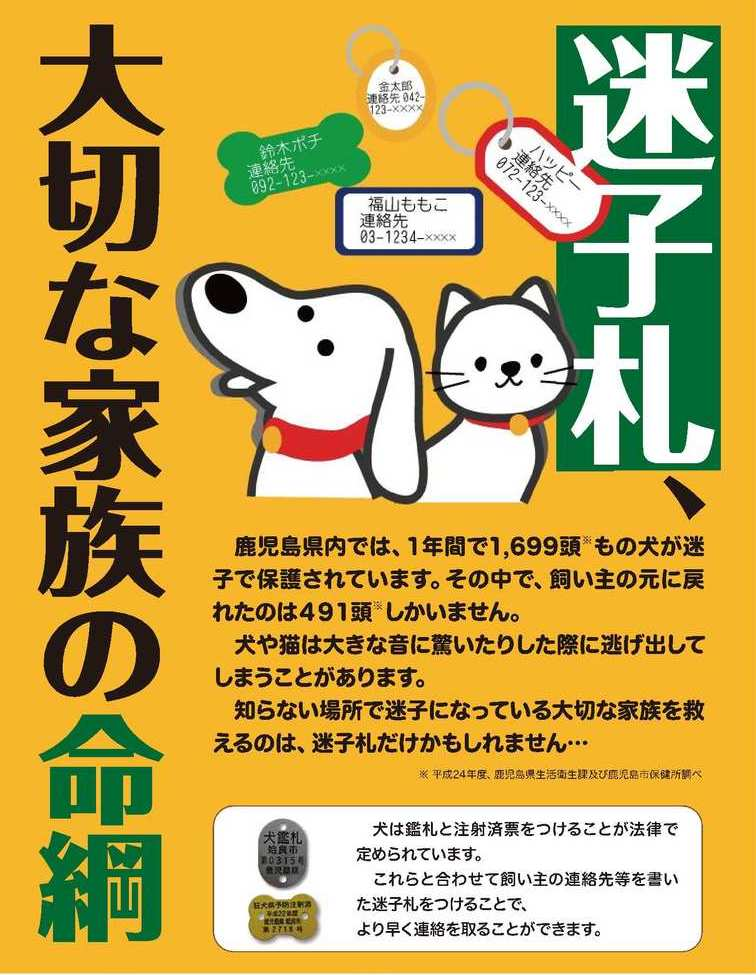 迷子札、
大切な家族の命綱
金太郎
連絡先 042-
123-××××
鈴木ポチ
連絡先
092-123-××××
ハッピー
連絡先
072-123-××××
福山ももこ
連絡先
03-1234-××××
鹿児島県内では、1年間で1,699頭※もの犬が迷
子で保護されています。その中で、飼い主の元に戻
れたのは491頭※しかいません。
犬や猫は大きな音に驚いたりした際に逃げ出して
しまうことがあります。
知らない場所で迷子になっている大切な家族を救
えるのは、迷子札だけかもしれません…
※ 平成24年度、鹿児島県生活衛生課及び鹿児島市保健所調べ
犬鑑札
姶良市
第0315号
鹿児島県
狂犬病予防注射済
平成22年度
鹿児島県 姶良市
第 2718 号
犬は鑑札と注射済票をつけることが法律で
定められています。
これらと合わせて飼い主の連絡先等を書い
た迷子札をつけることで、
より早く連絡を取ることができます。